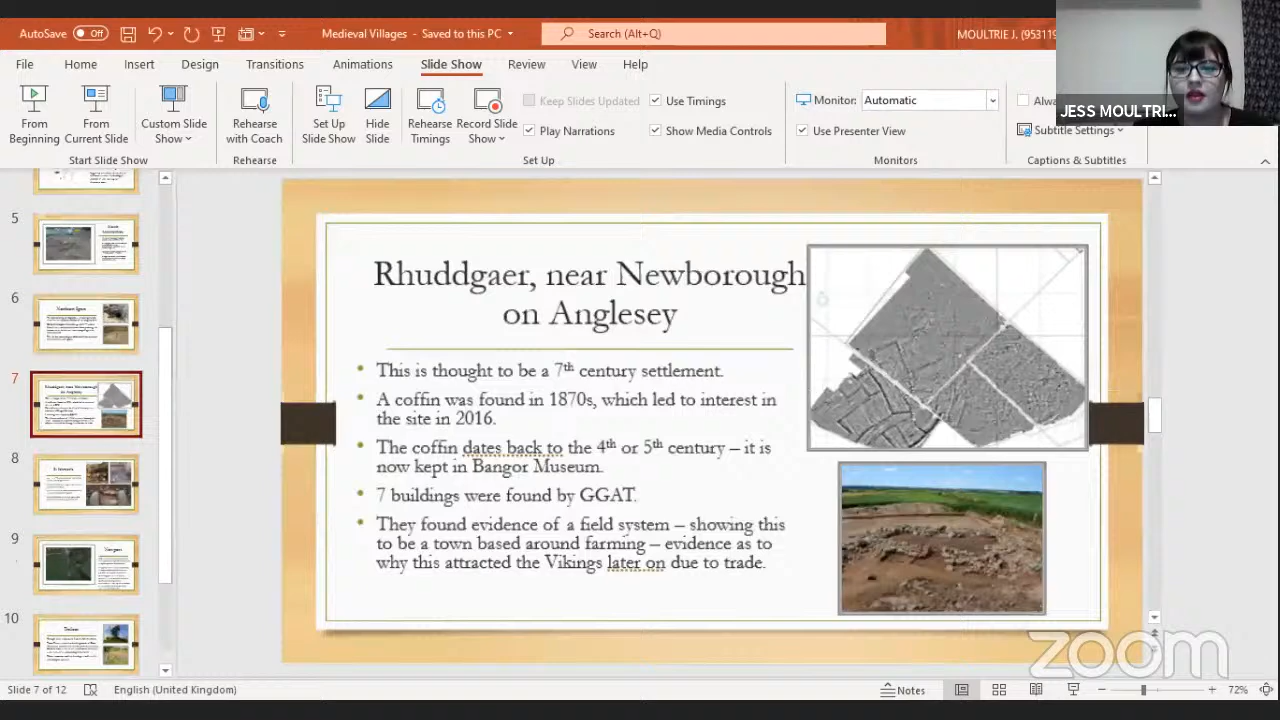 AutoSave Off Medieval Villages - Saved to this PC Search (Alt+Q) MOULTRIE J. (953119
File Home Insert Design Transitions Animations Slide Show Review View Help
JESS MOULTRI...
From Beginning
From Current Slide
Custom Slide Show
Start Slide Show
Rehearse with Coach
Rehearse
Set Up Slide Show
Hide Slide
Rehearse Timings
Record Slide Show
Keep Slides Updated
Play Narrations
Use Timings
Show Media Controls
Set Up
Monitor: Automatic
Use Presenter View
Monitors
Subtitle Settings
Captions & Subtitles
5
6
7
8
9
10
Rhuddgaer, near Newborough
on Anglesey
• This is thought to be a 7th century settlement.
• A coffin was found in 1870s, which led to interest in
the site in 2016.
• The coffin dates back to the 4th or 5th century – it is
now kept in Bangor Museum.
• 7 buildings were found by GGAT.
• They found evidence of a field system – showing this
to be a town based around farming – evidence as to
why this attracted the Vikings later on due to trade.
zoom
Slide 7 of 12 English (United Kingdom) Notes 72%